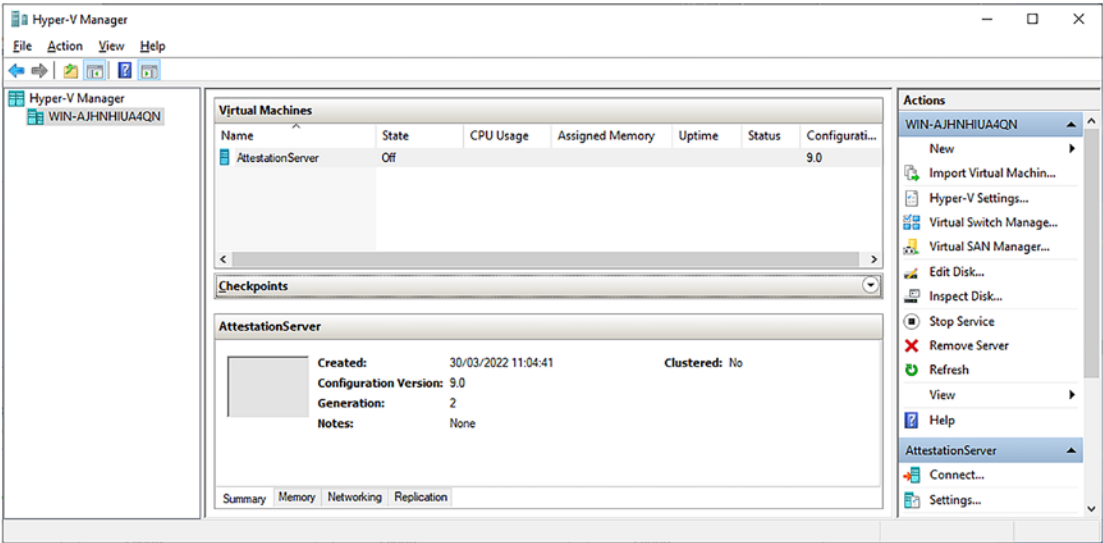 Hyper-V Manager
File Action View Help
Hyper-V Manager
WIN-AJHNHIUA4QN
Virtual Machines
Name State CPU Usage Assigned Memory Uptime Status Configurati...
AttestationServer Off 9.0
Checkpoints
AttestationServer
Created: 30/03/2022 11:04:41 Clustered: No
Configuration Version: 9.0
Generation: 2
Notes: None
Summary Memory Networking Replication
Actions
WIN-AJHNHIUA4QN
New
Import Virtual Machin...
Hyper-V Settings...
Virtual Switch Manage...
Virtual SAN Manager...
Edit Disk...
Inspect Disk...
Stop Service
Remove Server
Refresh
View
Help
AttestationServer
Connect...
Settings...